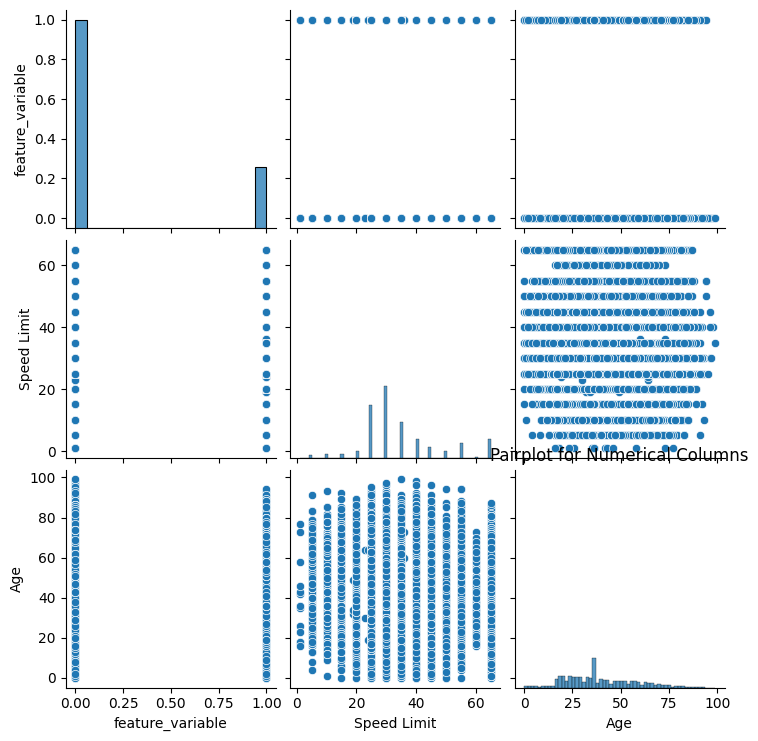 1.0
0.8
0.6
0.4
0.2
0.0
feature_variable
60
40
20
0
Speed Limit
Pairplot for Numerical Columns
100
80
60
40
20
0
Age
0.00 0.25 0.50 0.75 1.00
feature_variable
0 20 40 60
Speed Limit
0 25 50 75 100
Age